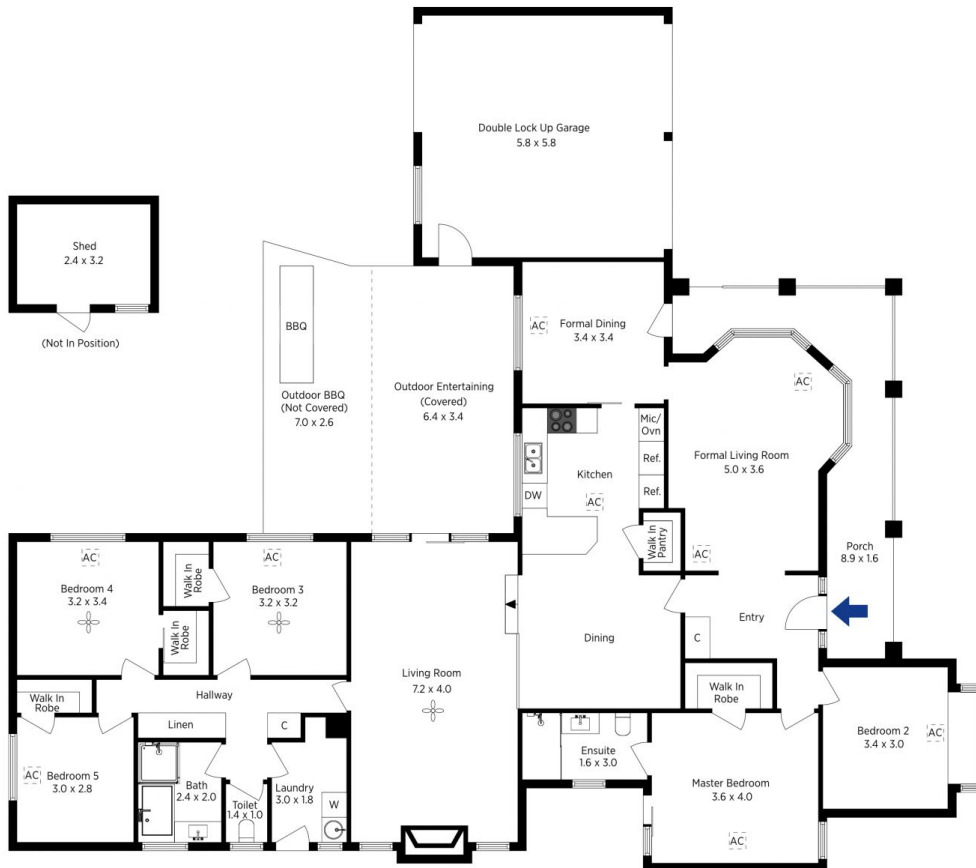 Double Lock Up Garage
5.8 x 5.8
Shed
2.4 x 3.2
(Not In Position)
BBQ
Outdoor BBQ
(Not Covered)
7.0 x 2.6
Outdoor Entertaining
(Covered)
6.4 x 3.4
AC
Formal Dining
3.4 x 3.4
AC
Formal Living Room
5.0 x 3.6
AC
Mic/
Ovn
Ref.
Ref.
Kitchen
AC
DW
Walk In
Pantry
Porch
8.9 x 1.6
Entry
C
Dining
AC
Bedroom 4
3.2 x 3.4
Walk In
Robe
Walk In
Robe
AC
Bedroom 3
3.2 x 3.2
Living Room
7.2 x 4.0
Hallway
Walk In
Robe
Linen
C
AC
Bedroom 5
3.0 x 2.8
Bath
2.4 x 2.0
Toilet
1.4 x 1.0
Laundry
3.0 x 1.8
W
Ensuite
1.6 x 3.0
Walk In
Robe
Master Bedroom
3.6 x 4.0
AC
Bedroom 2
3.4 x 3.0
AC